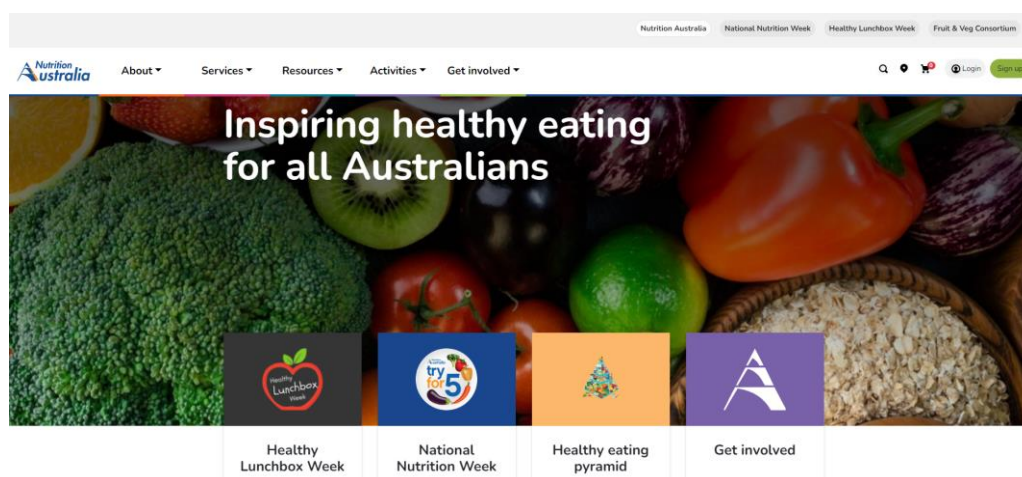 Nutrition Australia National Nutrition Week Healthy Lunchbox Week Fruit & Veg Consortium
Nutrition
Australia
About Services Resources Activities Get involved
0 Login Sign up
Inspiring healthy eating
for all Australians
Healthy
Lunchbox
Week
try
for 5
Healthy
Lunchbox Week
National
Nutrition Week
Healthy eating
pyramid
Get involved